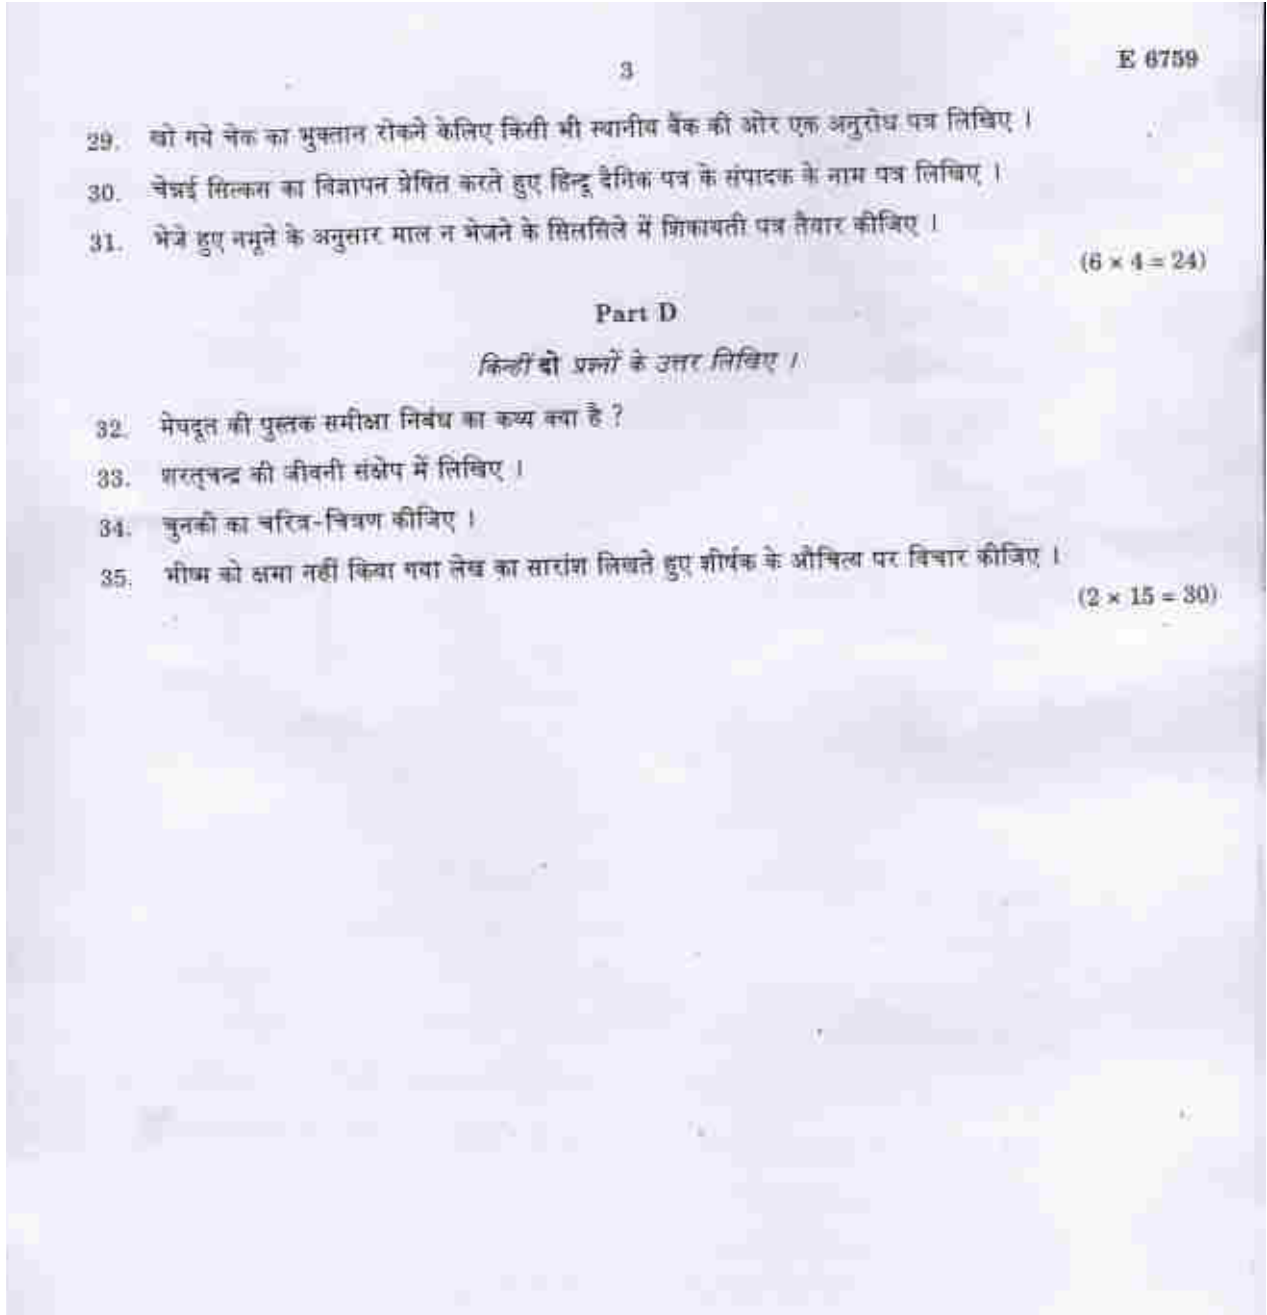 3
E 6759
29. खो गये चेक का भुक्तान रोकने केलिए किसी भी स्थानीय बैंक की ओर एक अनुरोध पत्र लिखिए ।
30. चेन्नई सिल्कस का विज्ञापन प्रेषित करते हुए हिन्दू दैनिक पत्र के संपादक के नाम पत्र लिखिए ।
31. भेजे हुए नमूने के अनुसार माल न भेजने के सिलसिले में शिकायती पत्र तैयार कीजिए ।
(6 × 4 = 24)
Part D
किन्हीं दो प्रश्नों के उत्तर लिखिए ।
32. मेघदूत की पुस्तक समीक्षा निबंध का कथ्य क्या है ?
33. शरत्चन्द्र की जीवनी संक्षेप में लिखिए ।
34. चुनकी का चरित्र-चित्रण कीजिए ।
35. भीष्म को क्षमा नहीं किया गया लेख का सारांश लिखते हुए शीर्षक के औचित्य पर विचार कीजिए ।
(2 × 15 = 30)